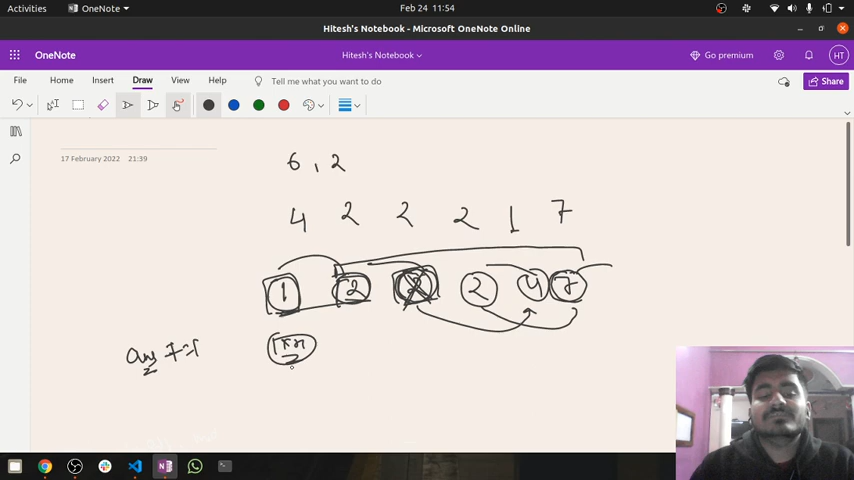 Activities OneNote Feb 24 11:54
Hitesh's Notebook - OneNote Online
OneNote Hitesh's Notebook Go premium HT
File Home Insert Draw View Help Tell me what you want to do Share
17 February 2022 21:39
6 , 2
4 2 2 2 1 7
1 2 2 2 4 7
ans